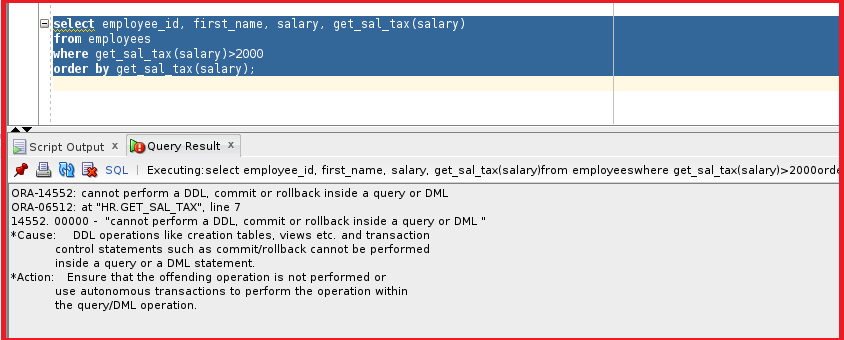 select employee_id, first_name, salary, get_sal_tax(salary)
from employees
where get_sal_tax(salary)>2000
order by get_sal_tax(salary);
Script Output x Query Result x
SQL | Executing:select employee_id, first_name, salary, get_sal_tax(salary)from employeeswhere get_sal_tax(salary)>2000orde
ORA-14552: cannot perform a DDL, commit or rollback inside a query or DML
ORA-06512: at "HR.GET_SAL_TAX", line 7
14552. 00000 - "cannot perform a DDL, commit or rollback inside a query or DML "
*Cause: DDL operations like creation tables, views etc. and transaction
control statements such as commit/rollback cannot be performed
inside a query or a DML statement.
*Action: Ensure that the offending operation is not performed or
use autonomous transactions to perform the operation within
the query/DML operation.